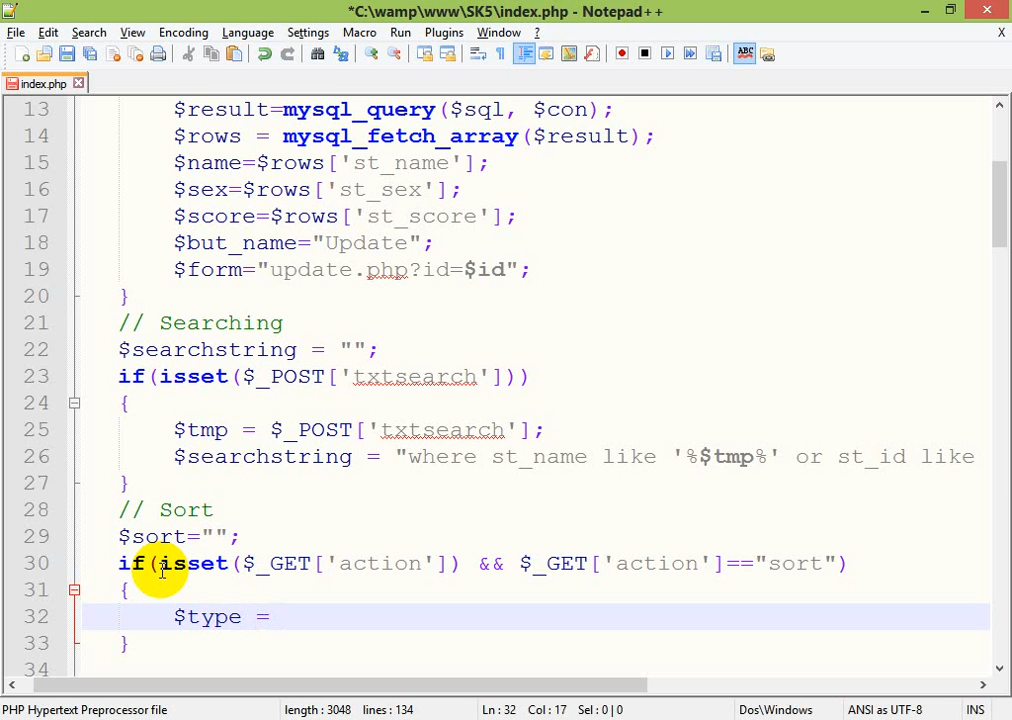 *C:\wamp\www\SK5\index.php - Notepad++
File Edit Search View Encoding Language Settings Macro Run Plugins Window ? X
index.php
13 $result=mysql_query($sql, $con);
14 $rows = mysql_fetch_array($result);
15 $name=$rows['st_name'];
16 $sex=$rows['st_sex'];
17 $score=$rows['st_score'];
18 $but_name="Update";
19 $form="update.php?id=$id";
20 }
21 // Searching
22 $searchstring = "";
23 if(isset($_POST['txtsearch']))
24 {
25 $tmp = $_POST['txtsearch'];
26 $searchstring = "where st_name like '%$tmp%' or st_id like
27 }
28 // Sort
29 $sort="";
30 if(isset($_GET['action']) && $_GET['action']=="sort")
31 {
32 $type =
33 }
34
PHP Hypertext Preprocessor file length : 3048 lines : 134 Ln : 32 Col : 17 Sel : 0 | 0 Dos\Windows ANSI as UTF-8 INS